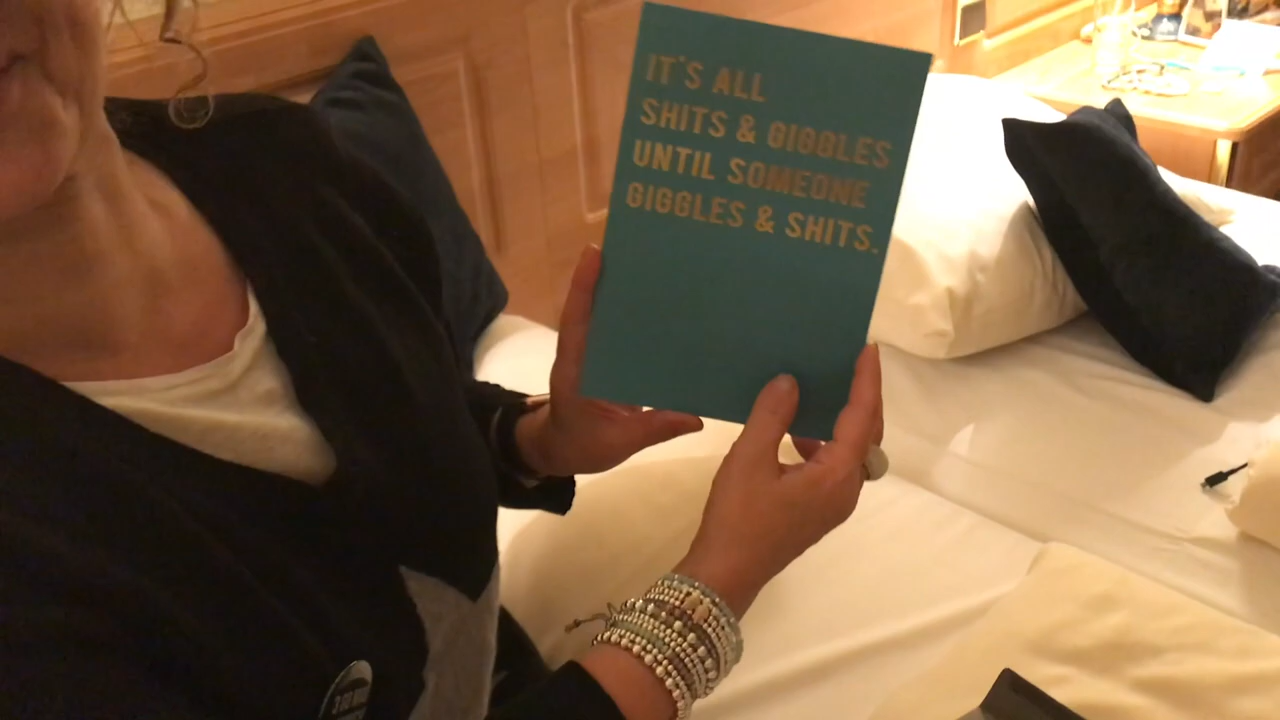 IT'S ALL
SHITS & GIGGLES
UNTIL SOMEONE
GIGGLES & SHITS.